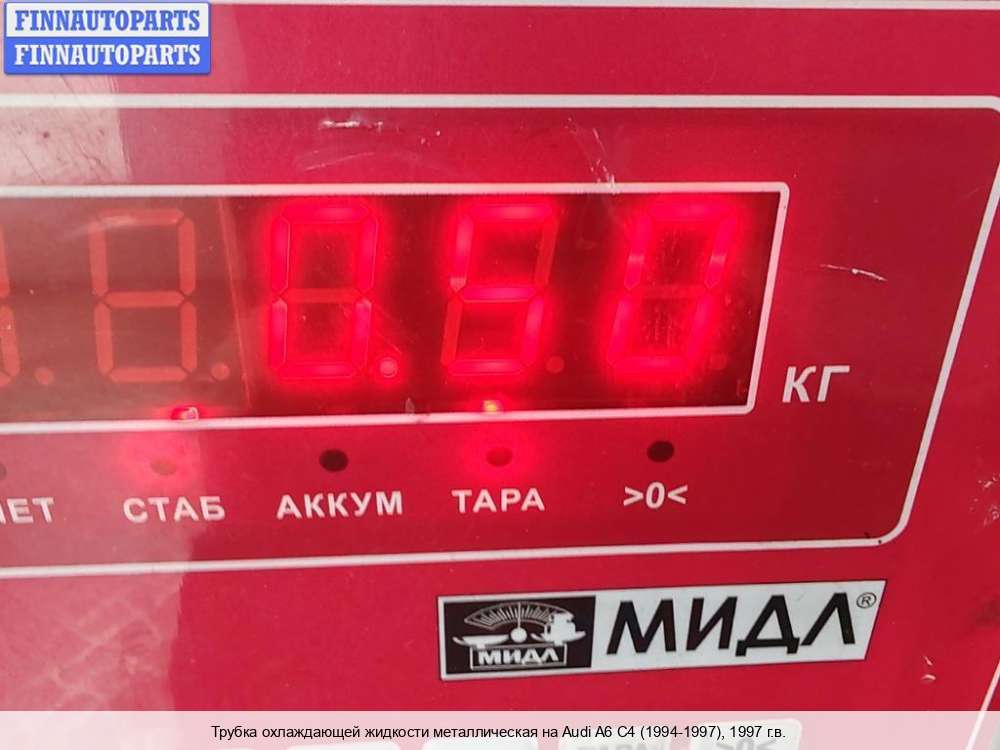 FINNAUTOPARTS
FINNAUTOPARTS
0.50
КГ
СТАБ АККУМ ТАРА >0<
МИДЛ МИДЛ®
Трубка охлаждающей жидкости металлическая на Audi A6 C4 (1994-1997), 1997 г.в.